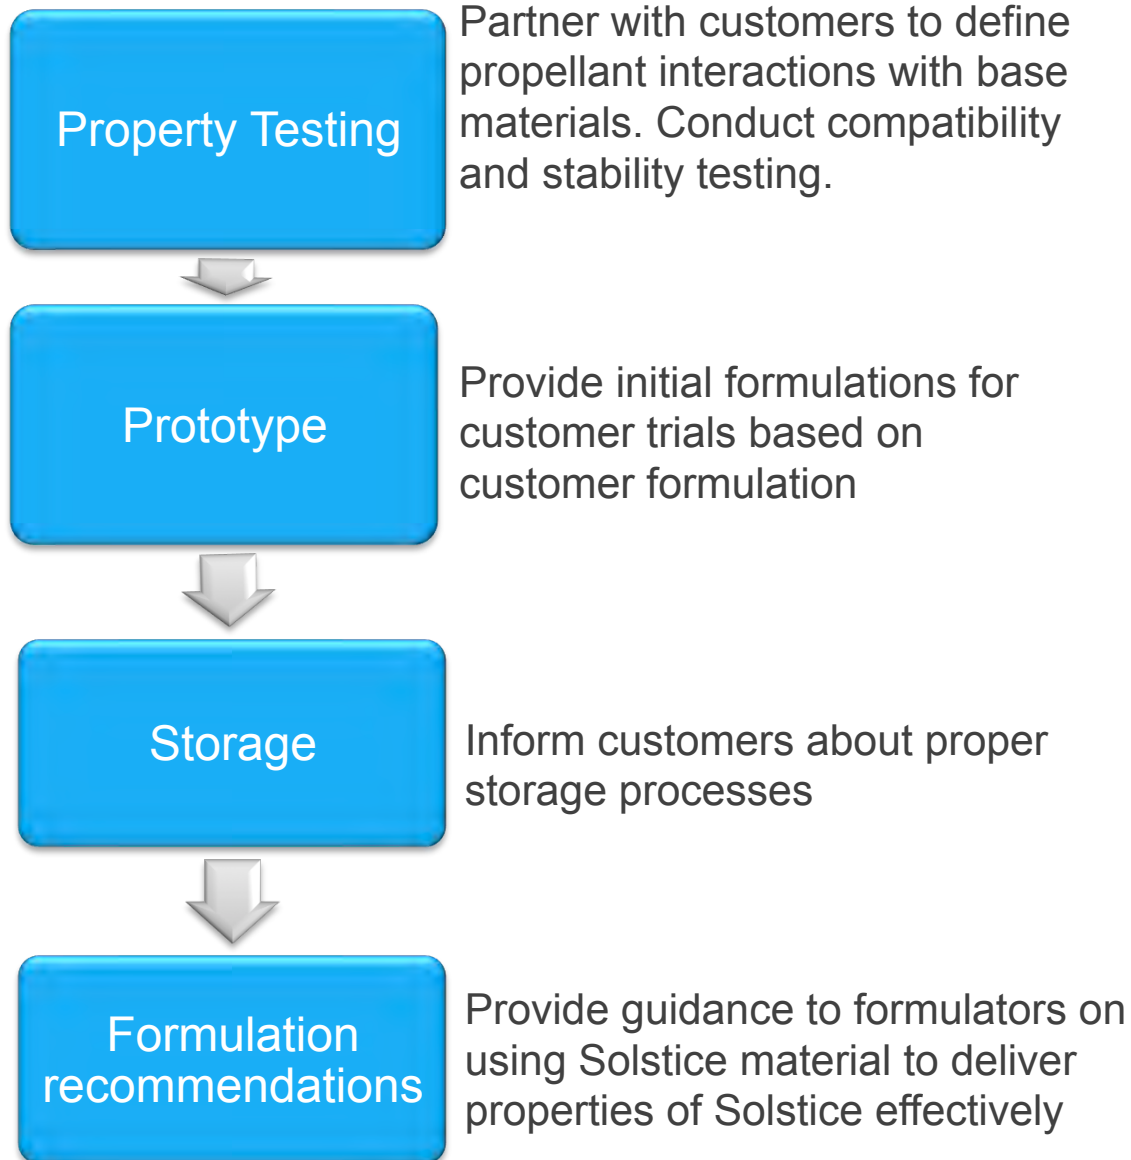 Property Testing
Partner with customers to define
propellant interactions with base
materials. Conduct compatibility
and stability testing.
Prototype
Provide initial formulations for
customer trials based on
customer formulation
Storage
Inform customers about proper
storage processes
Formulation
recommendations
Provide guidance to formulators on
using Solstice material to deliver
properties of Solstice effectively